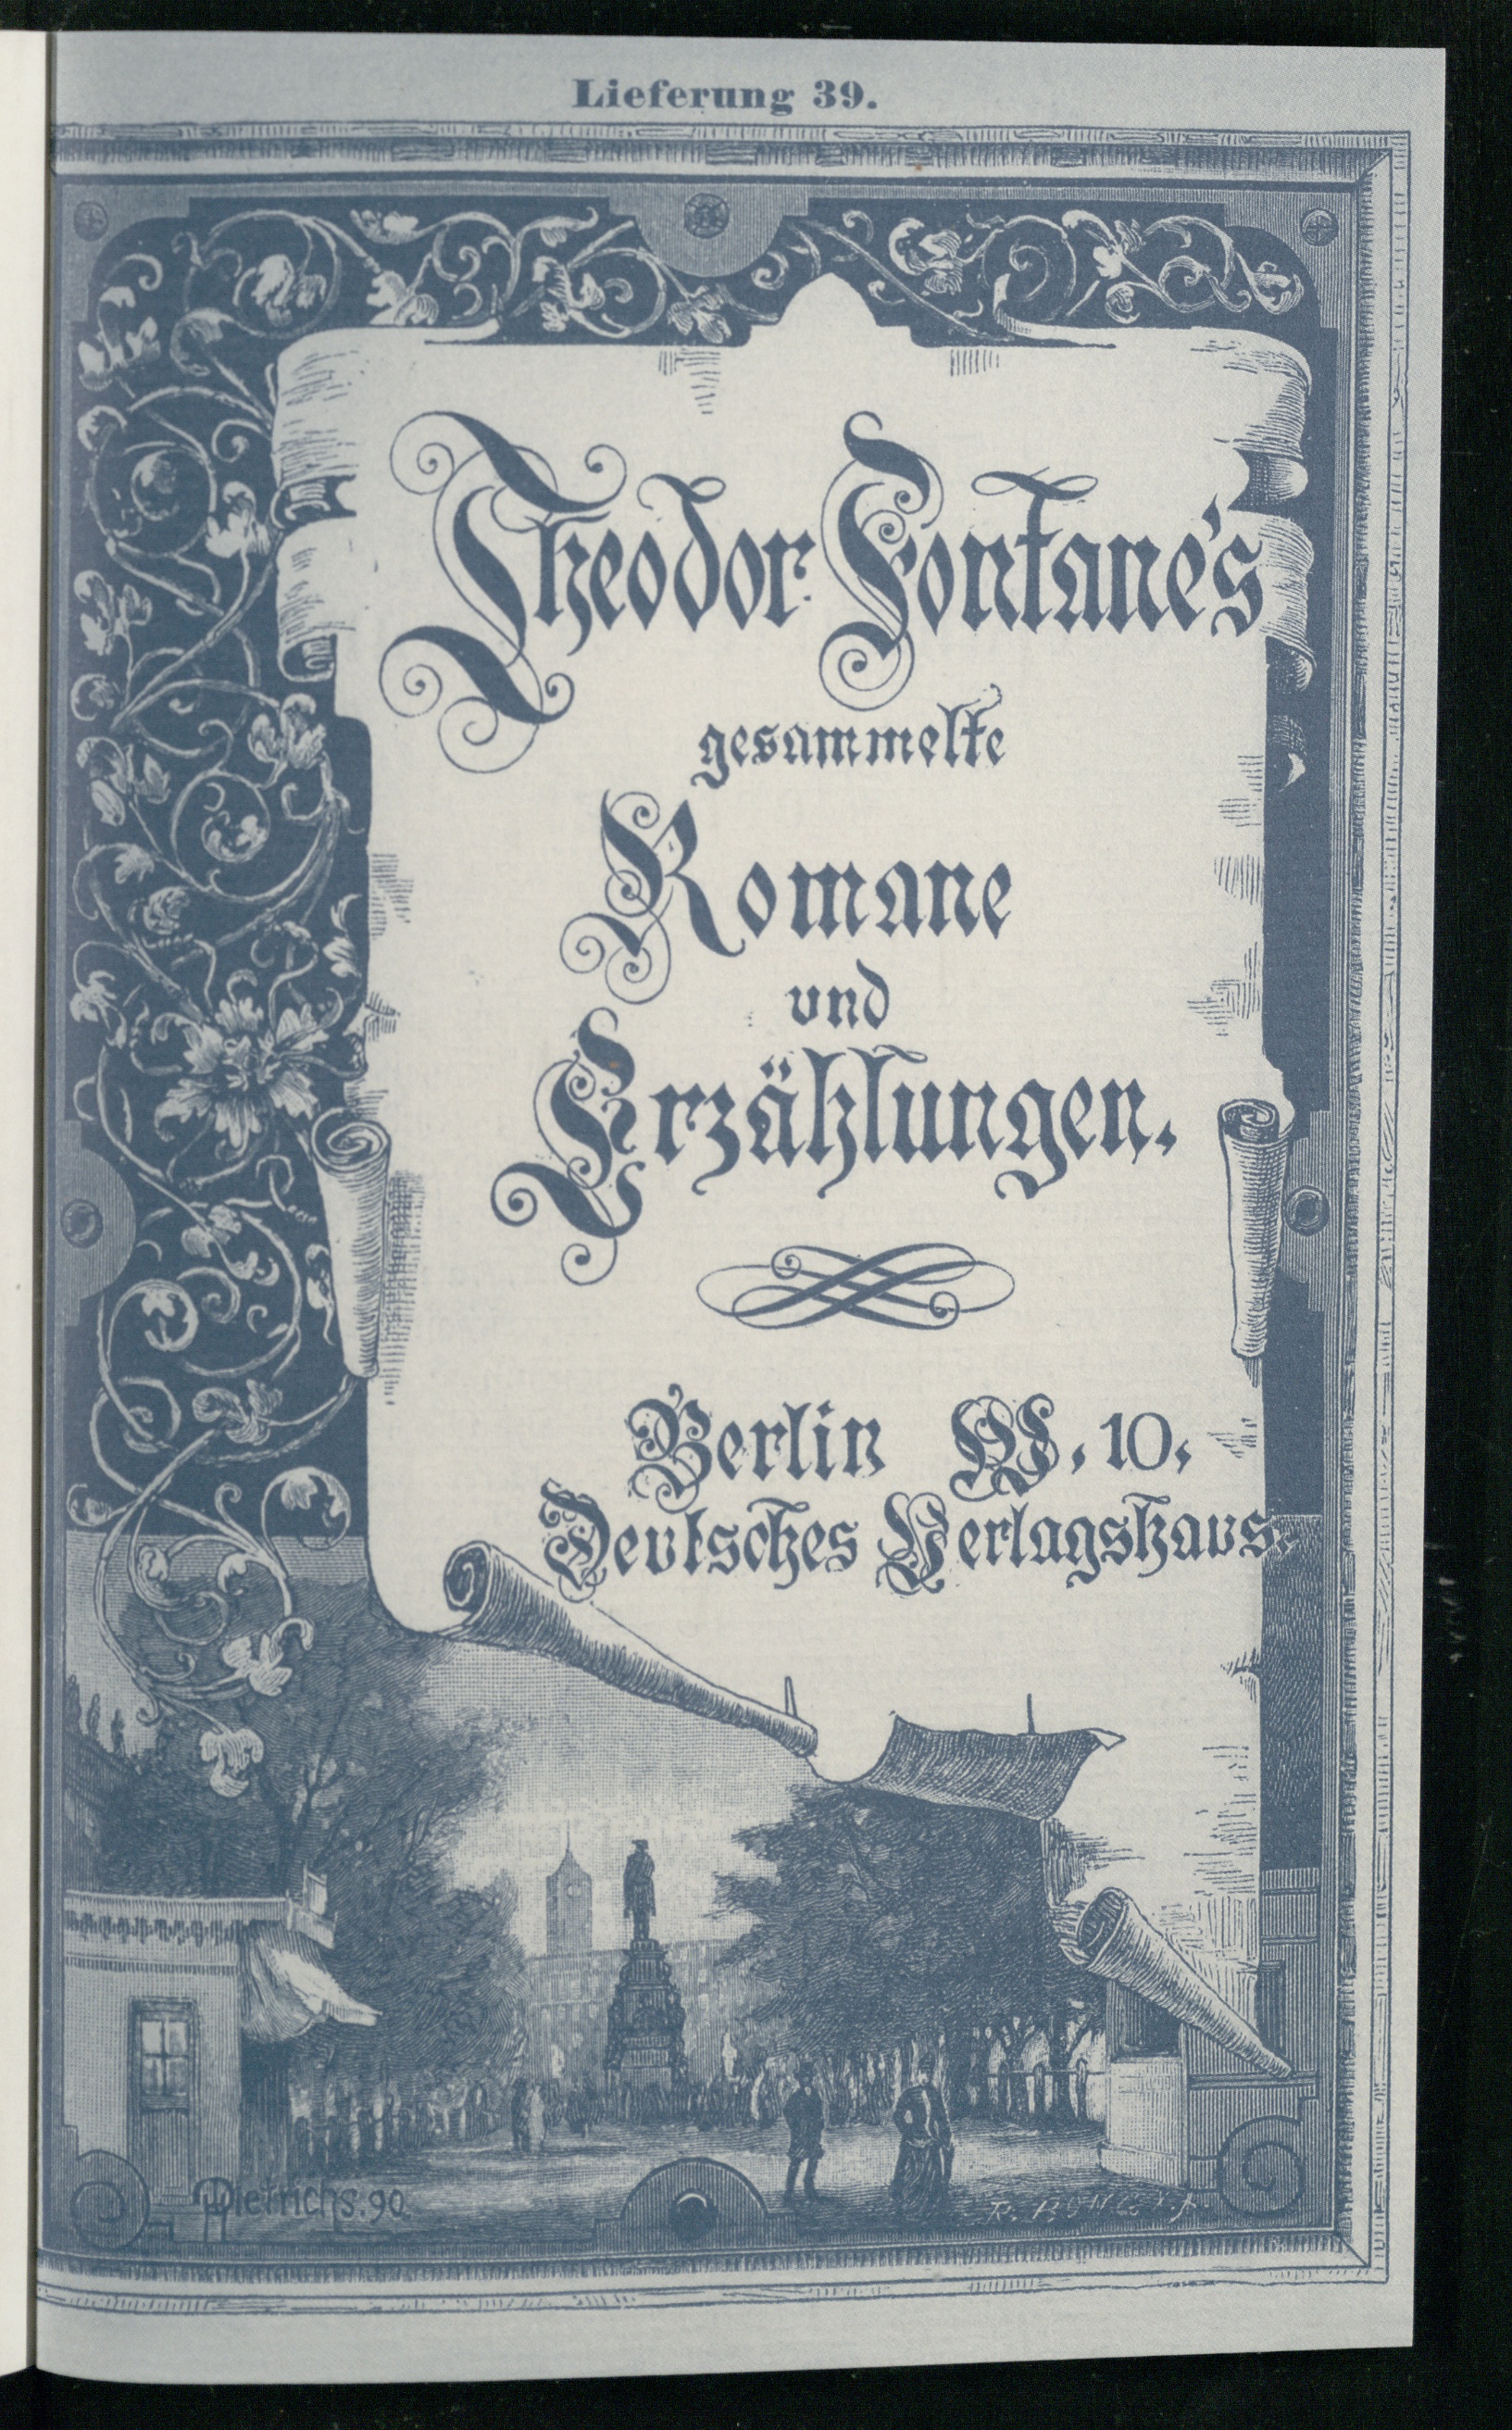 Lieferung 39.
Theodor Fontane's
gesammelte
Romane
und
Erzählungen.
Berlin W. 10.
Deutsches Verlagshaus.
Dietrichs. 90